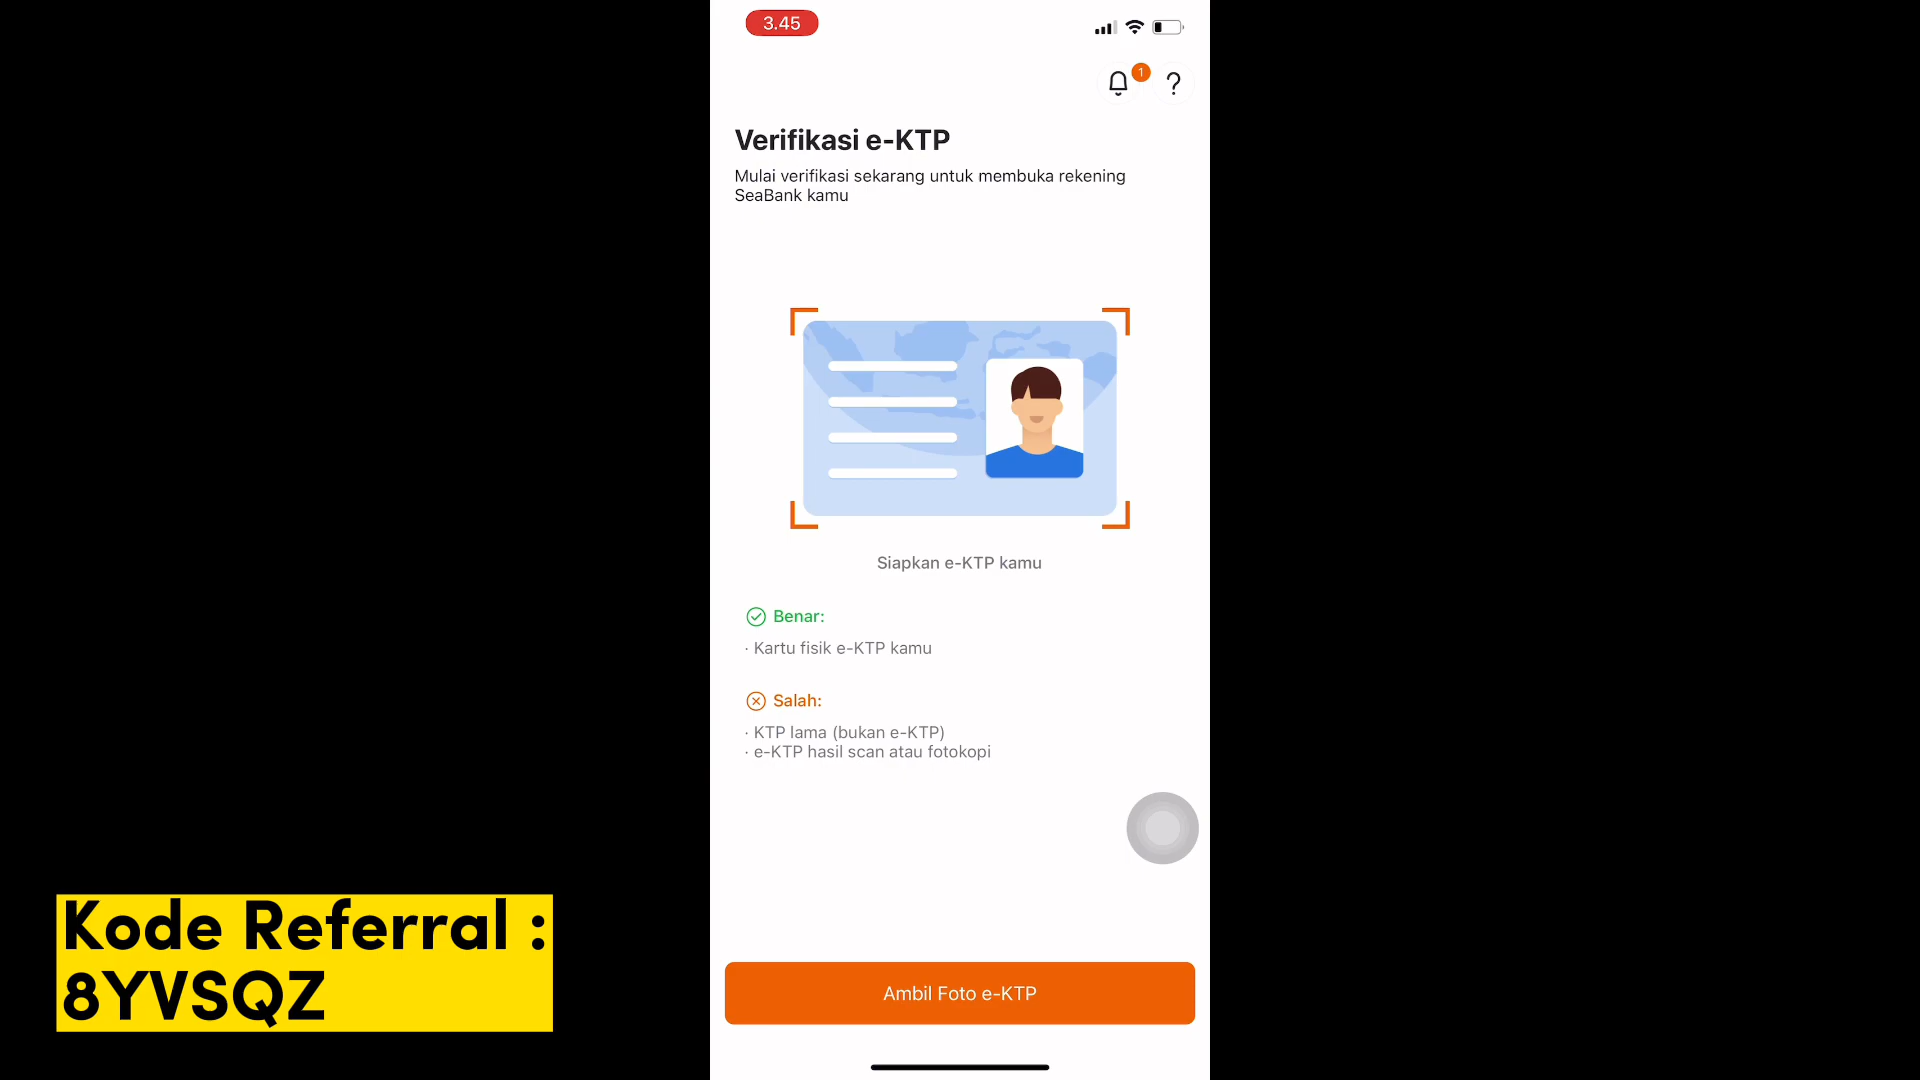 3.45
1
?
Verifikasi e-KTP
Mulai verifikasi sekarang untuk membuka rekening
SeaBank kamu
Siapkan e-KTP kamu
Benar:
· Kartu fisik e-KTP kamu
Salah:
· KTP lama (bukan e-KTP)
· e-KTP hasil scan atau fotokopi
Kode Referral :
8YVSQZ
Ambil Foto e-KTP